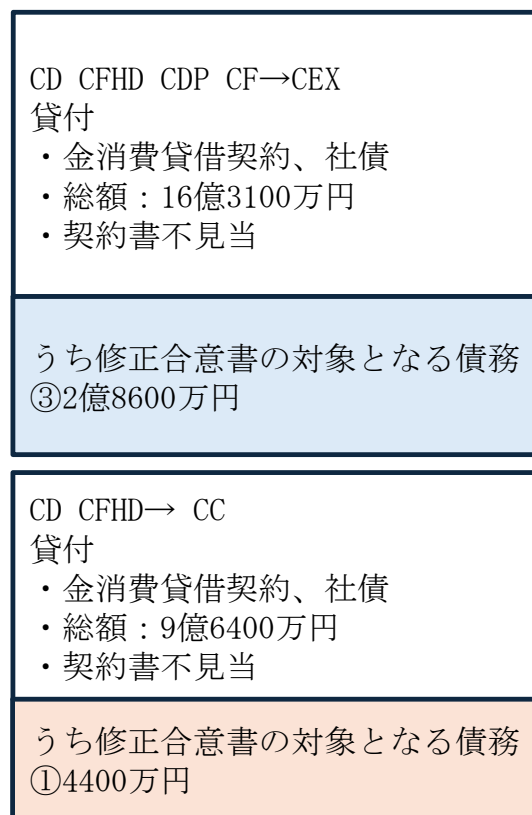 CD CFHD CDP CF→CEX
貸付
・金消費貸借契約、社債
・総額：16億3100万円
・契約書不見当
うち修正合意書の対象となる債務
③2億8600万円
CD CFHD→ CC
貸付
・金消費貸借契約、社債
・総額：9億6400万円
・契約書不見当
うち修正合意書の対象となる債務
①4400万円